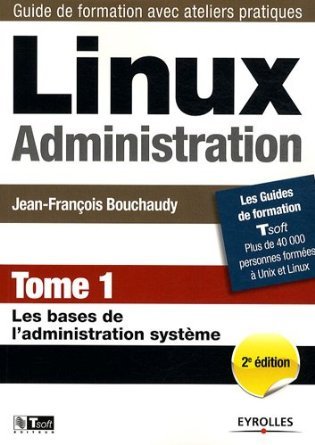 Guide de formation avec ateliers pratiques
Linux
Administration
Jean-François Bouchaudy
Les Guides
de formation
Tsoft
Plus de 40 000
personnes formées
à Unix et Linux
Tome 1
Les bases de
l'administration système
2e édition
Tsoft
EDITEUR
EYROLLES